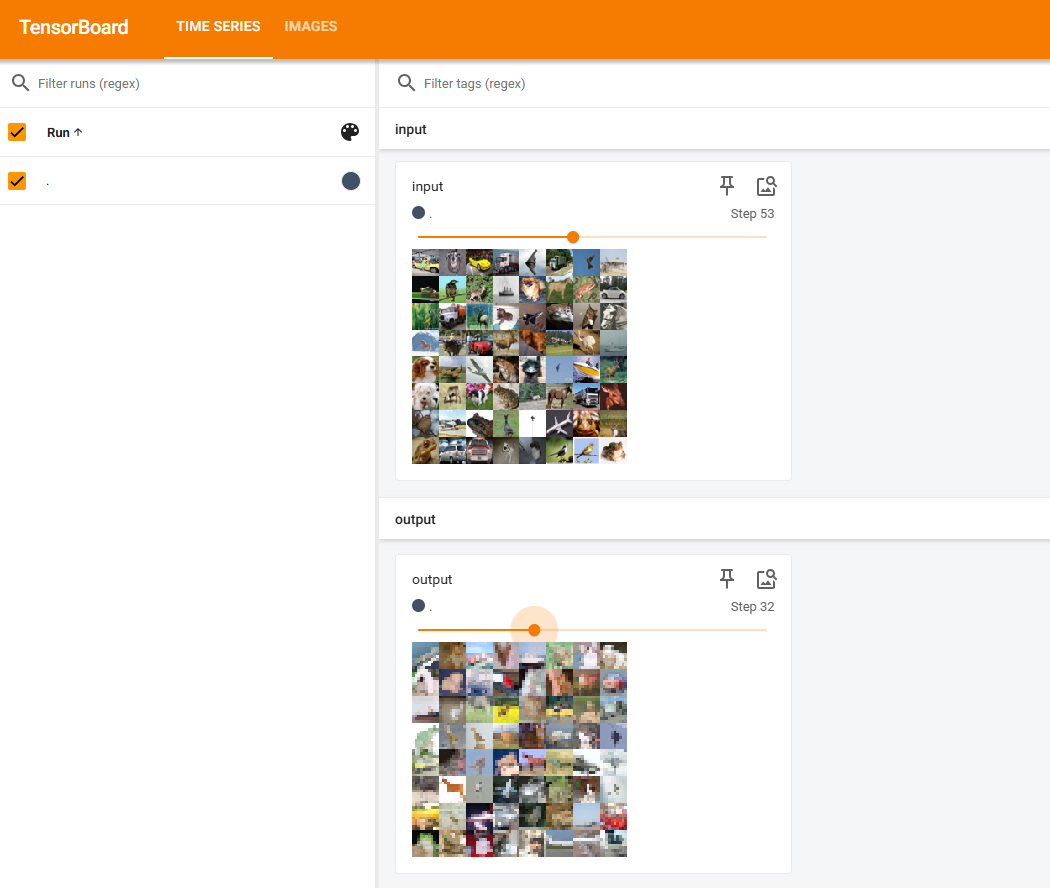 TensorBoard TIME SERIES IMAGES
Filter runs (regex)
Run ↑
.
Filter tags (regex)
input
input
. Step 53
output
output
. Step 32